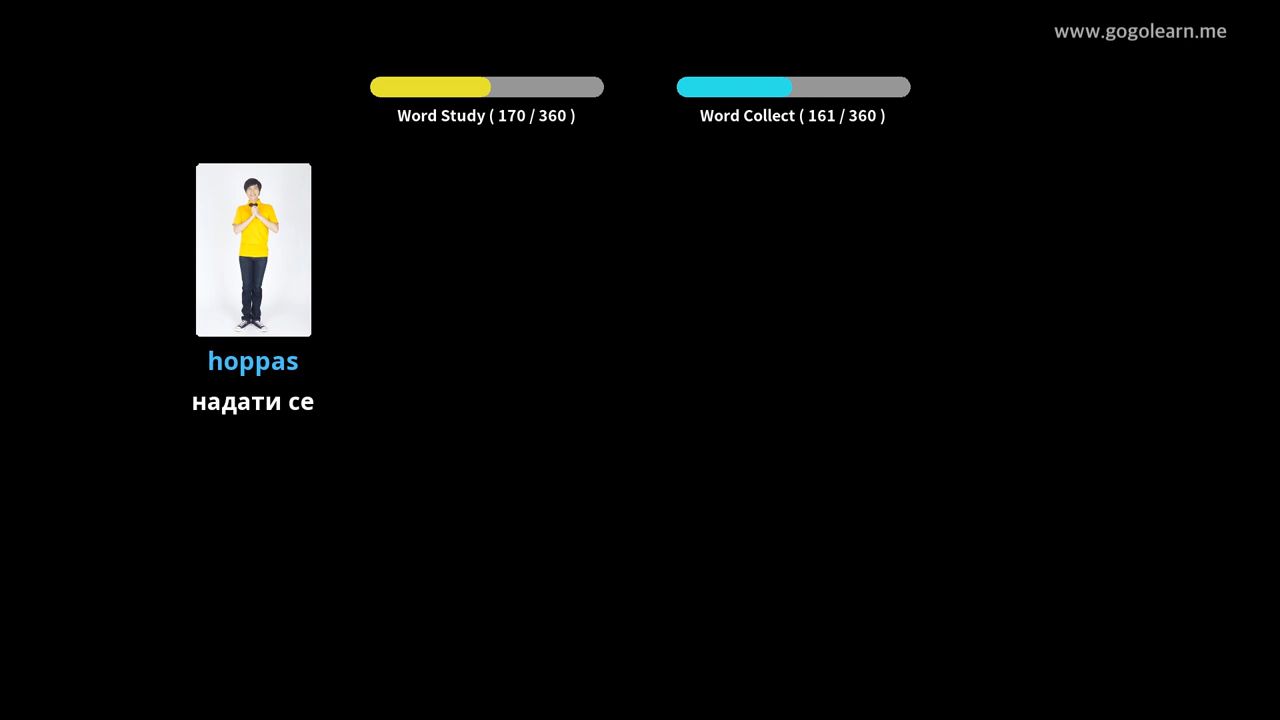 www.gogolearn.me
Word Study ( 170 / 360 )
Word Collect ( 161 / 360 )
hoppas
надати се